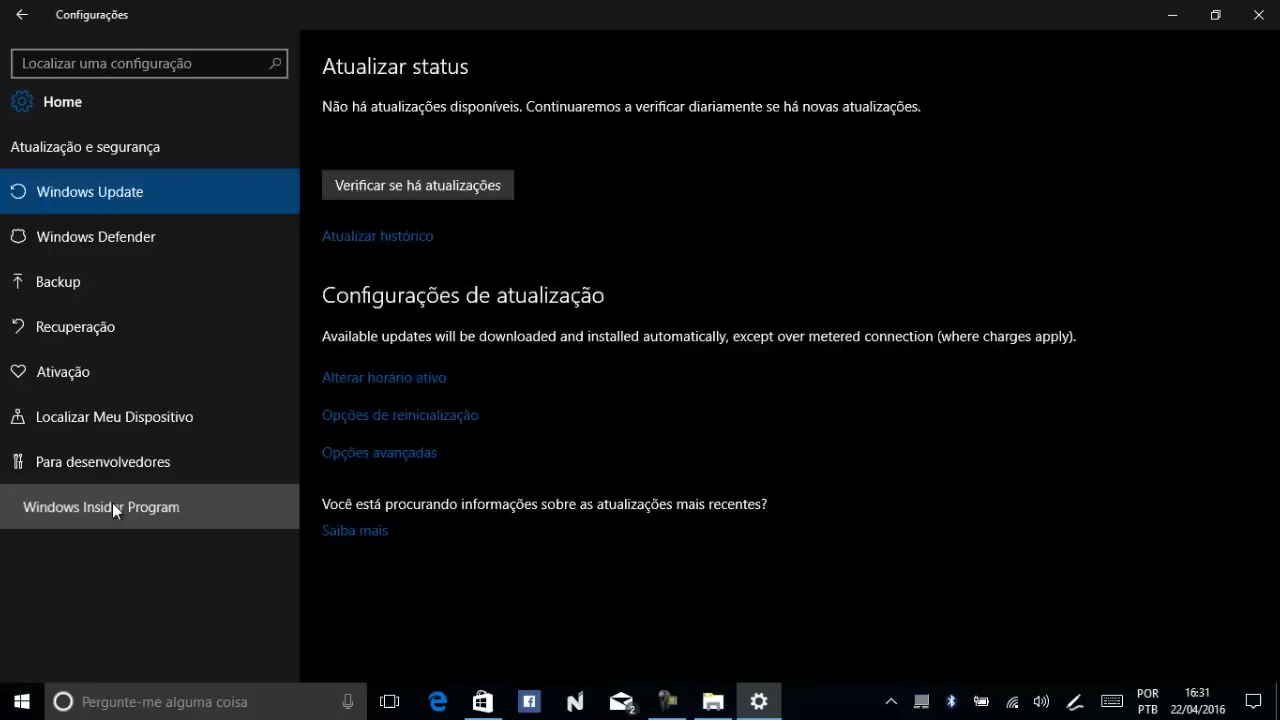 Configurações
Localizar uma configuração
Home
Atualização e segurança
Windows Update
Windows Defender
Backup
Recuperação
Ativação
Localizar Meu Dispositivo
Para desenvolvedores
Windows Insider Program
Atualizar status
Não há atualizações disponíveis. Continuaremos a verificar diariamente se há novas atualizações.
Verificar se há atualizações
Atualizar histórico
Configurações de atualização
Available updates will be downloaded and installed automatically, except over metered connection (where charges apply).
Alterar horário ativo
Opções de reinicialização
Opções avançadas
Você está procurando informações sobre as atualizações mais recentes?
Saiba mais
Pergunte-me alguma coisa
2
POR
PTB
16:31
22/04/2016